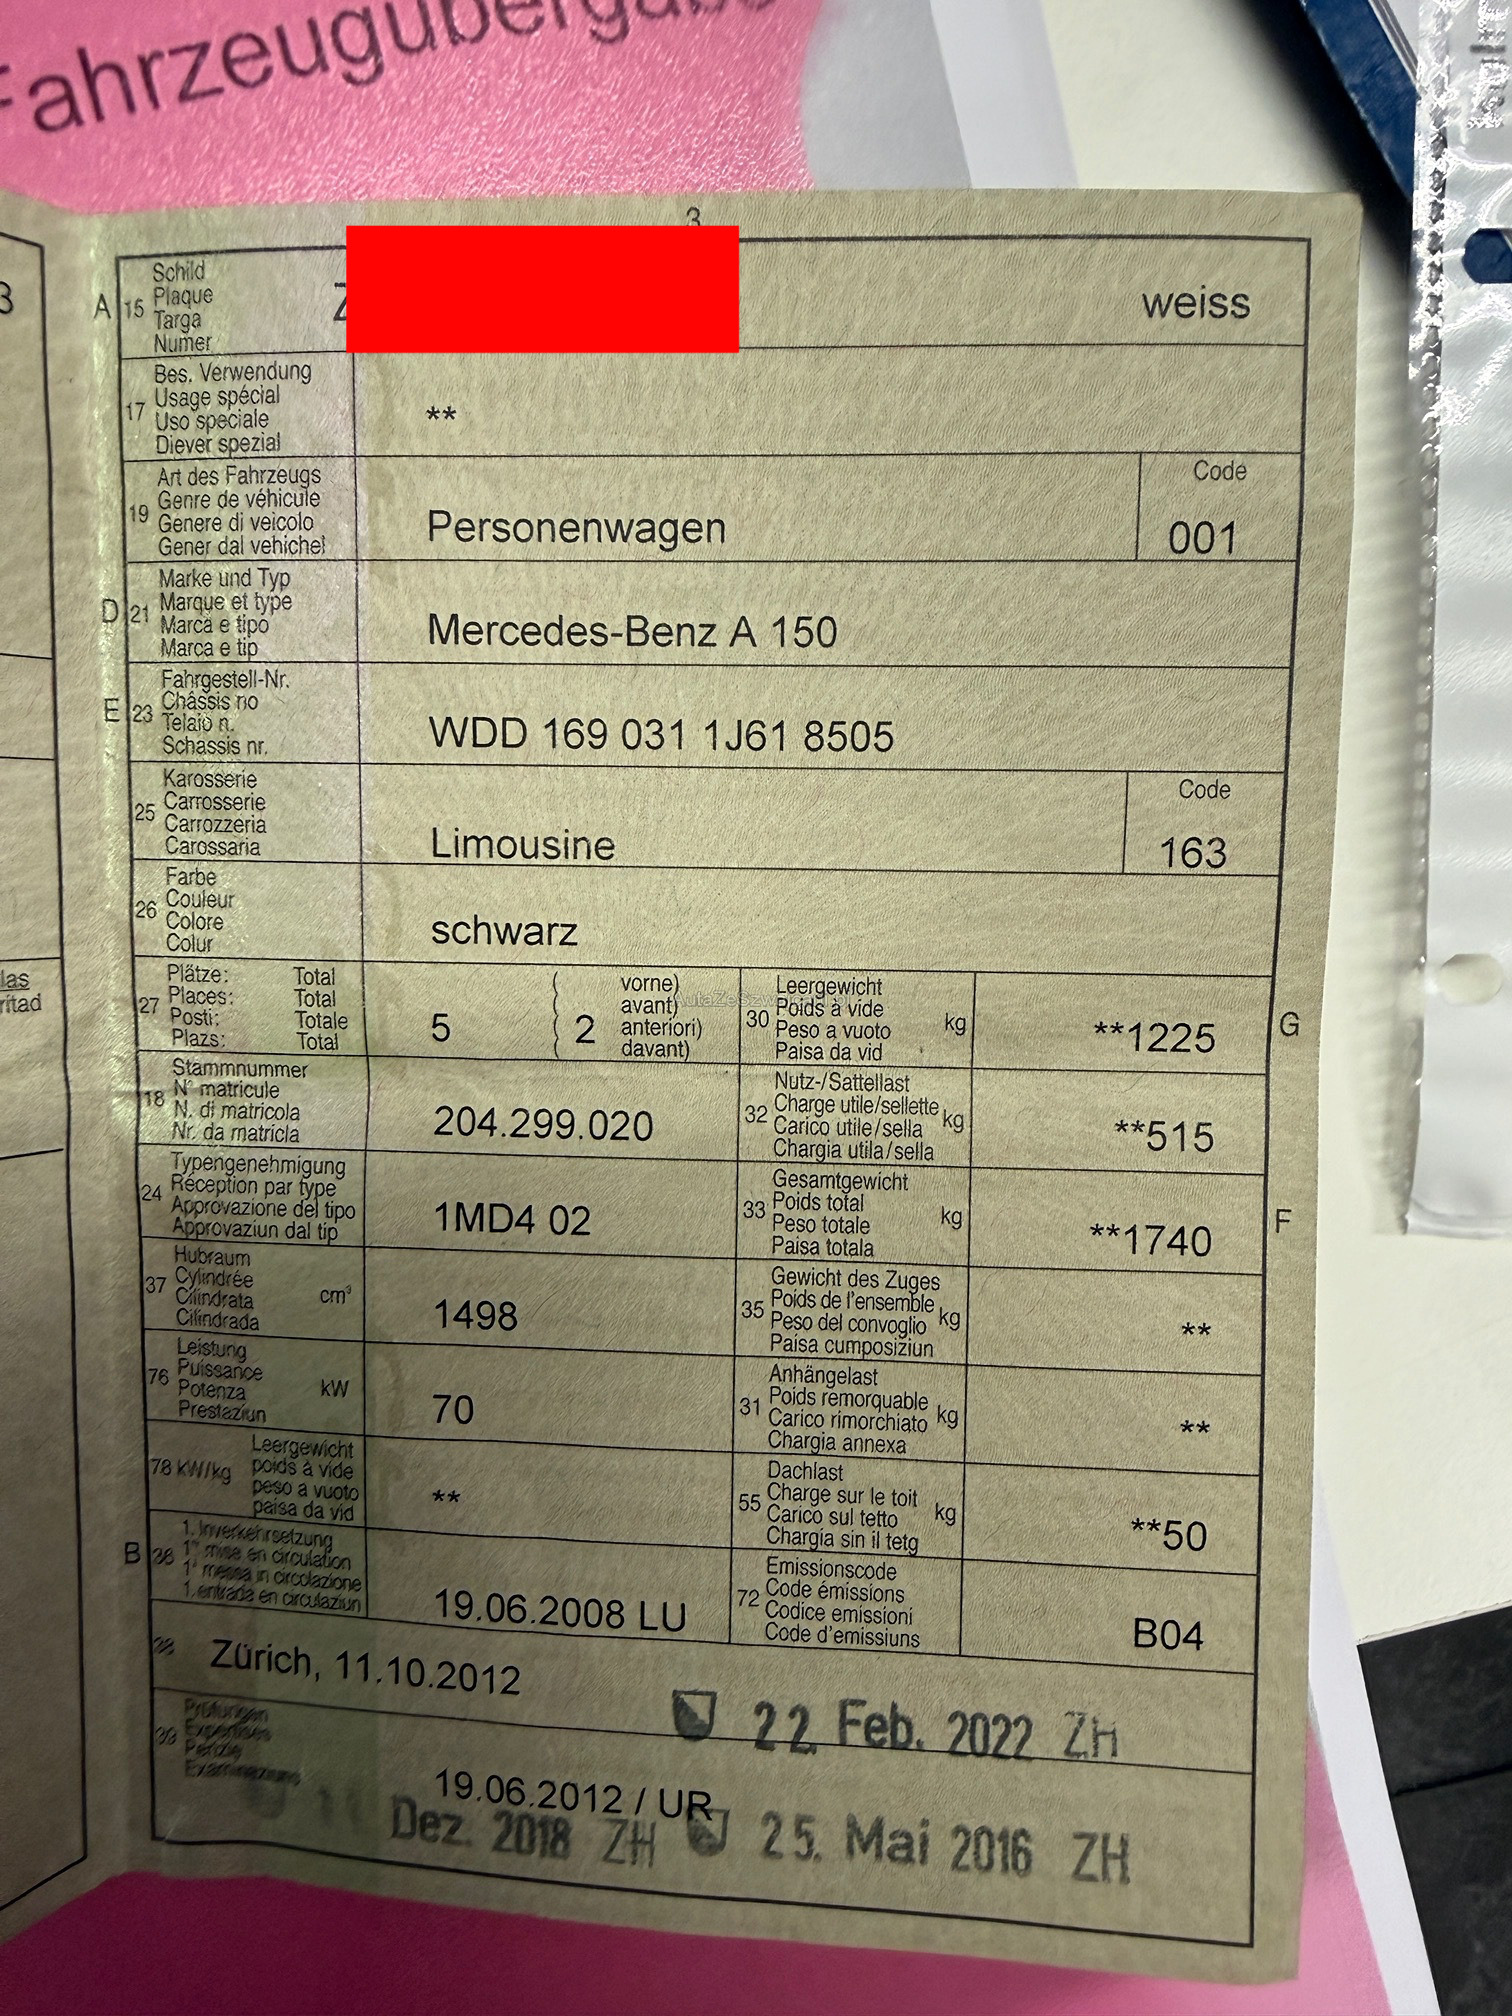 Fahrzeugübergabe
3
3
A 15 Schild
Plaque
Targa
Numer
Z
weiss
17 Bes. Verwendung
Usage spécial
Uso speciale
Diever spezial
**
19 Art des Fahrzeugs
Genre de véhicule
Genere di veicolo
Gener dal vehichel
Personenwagen
Code
001
D 21 Marke und Typ
Marque et type
Marca e tipo
Marca e tip
Mercedes-Benz A 150
E 23 Fahrgestell-Nr.
Châssis no
Telaio n.
Schassis nr.
WDD 169 031 1J61 8505
25 Karosserie
Carrosserie
Carrozzeria
Carossaria
Limousine
Code
163
26 Farbe
Couleur
Colore
Colur
schwarz
las
ritad
27 Plätze: Total
Places: Total
Posti: Totale
Plazs: Total
5 ( 2 vorne)
avant)
anteriori)
davant)
30 Leergewicht
Poids à vide
Peso a vuoto
Paisa da vid
kg
**1225
G
18 Stammnummer
N° matricule
N. di matricola
Nr. da matricla
204.299.020
32 Nutz-/Sattellast
Charge utile/sellette
Carico utile/sella
Chargia utila/sella
kg
**515
24 Typengenehmigung
Réception par type
Approvazione del tipo
Approvaziun dal tip
1MD4 02
33 Gesamtgewicht
Poids total
Peso totale
Paisa totala
kg
**1740
F
37 Hubraum
Cylindrée
Cilindrata
Cilindrada
cm³
1498
35 Gewicht des Zuges
Poids de l'ensemble
Peso del convoglio
Paisa cumposiziun
kg
**
76 Leistung
Puissance
Potenza
Prestaziun
kW
70
31 Anhängelast
Poids remorquable
Carico rimorchiato
Chargia annexa
kg
**
78 kW/kg Leergewicht
poids à vide
peso a vuoto
paisa da vid
**
55 Dachlast
Charge sur le toit
Carico sul tetto
Chargia sin il tetg
kg
**50
B 36 1. Inverkehrsetzung
1re mise en circulation
1a messa in circolazione
1. entrada en circulaziun
19.06.2008 LU
72 Emissionscode
Code émissions
Codice emissioni
Code d'emissiuns
B04
38 Zürich, 11.10.2012
22. Feb. 2022 ZH
39 Prüfungen
Expertises
Perizie
Examinaziuns
19.06.2012 / UR
Dez. 2018 ZH
25. Mai 2016 ZH